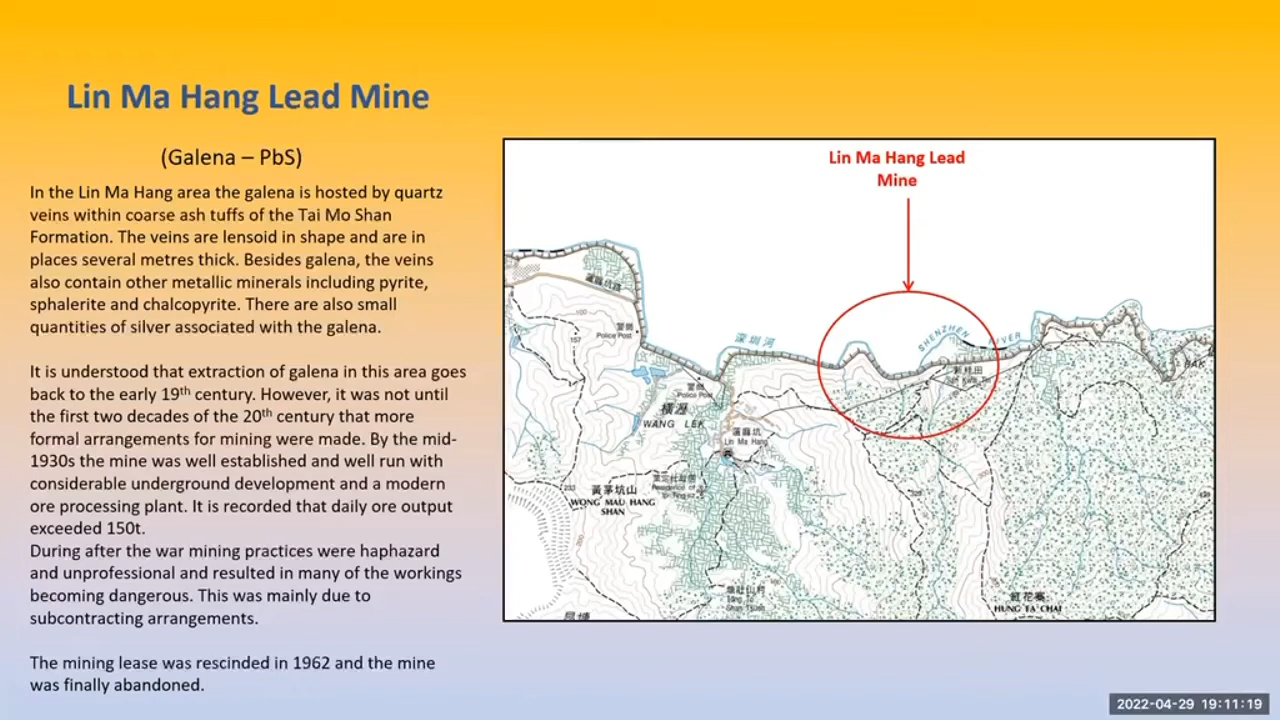 Lin Ma Hang Lead Mine
(Galena – PbS)
In the Lin Ma Hang area the galena is hosted by quartz
veins within coarse ash tuffs of the Tai Mo Shan
Formation. The veins are lensoid in shape and are in
places several metres thick. Besides galena, the veins
also contain other metallic minerals including pyrite,
sphalerite and chalcopyrite. There are also small
quantities of silver associated with the galena.
It is understood that extraction of galena in this area goes
back to the early 19th century. However, it was not until
the first two decades of the 20th century that more
formal arrangements for mining were made. By the mid-
1930s the mine was well established and well run with
considerable underground development and a modern
ore processing plant. It is recorded that daily ore output
exceeded 150t.
During after the war mining practices were haphazard
and unprofessional and resulted in many of the workings
becoming dangerous. This was mainly due to
subcontracting arrangements.
The mining lease was rescinded in 1962 and the mine
was finally abandoned.
Lin Ma Hang Lead
Mine
100
157
Police Post
深圳河
SHENZHEN RIVER
Police Post
WANG LEK
Lin Ma Hang
黃茅坑山
WONG MAU HANG
SHAN
HUNG FA CHAI
2022-04-29 19:11:19